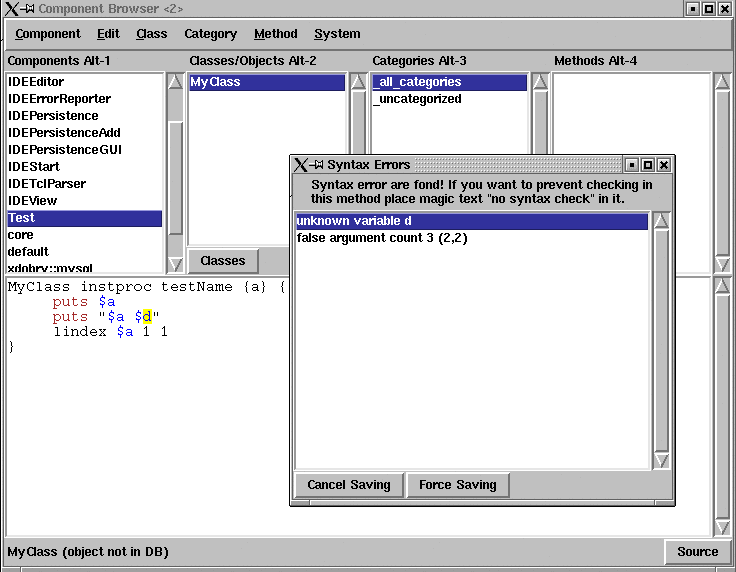 Component Browser <2>
Component Edit Class Category Method System
Components Alt-1 Classes/Objects Alt-2 Categories Alt-3 Methods Alt-4
IDEEditor
IDEErrorReporter
IDEPersistence
IDEPersistenceAdd
IDEPersistenceGUI
IDEStart
IDETclParser
IDEView
Test
core
default
xdobry::mysql
MyClass
Classes
_all_categories
_uncategorized
Syntax Errors
Syntax error are fond! If you want to prevent checking in
this method place magic text "no syntax check" in it.
unknown variable d
false argument count 3 (2,2)
Cancel Saving Force Saving
MyClass instproc testName {a} {
puts $a
puts "$a $d"
lindex $a 1 1
}
MyClass (object not in DB)
Source